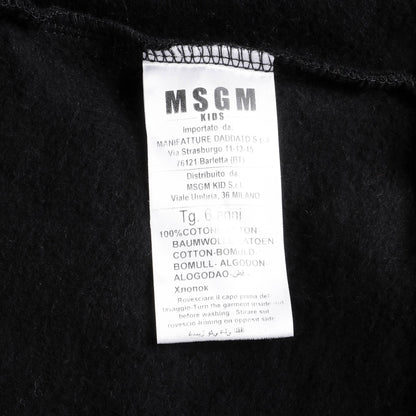 MSGM
KIDS
Importato da:
MANIFATTURE DADDATO S.p.A
Via Strasburgo 11-13-15
76121 Barletta (BT)
Distribuito da
MSGM KID S.r.l.
Viale Umbria, 36 MILANO
Tg. 6 anni
100%COTONE-COTTON
BAUMWOLLE-KATOEN
COTTON-BOMULD
BOMULL- ALGODON
ALOGODAO-
Хлопок
Rovesciare il capo prima del
lavaggio-Turn the garment inside out
before washing - Stirare sul
rovescio-Ironing on opposit side